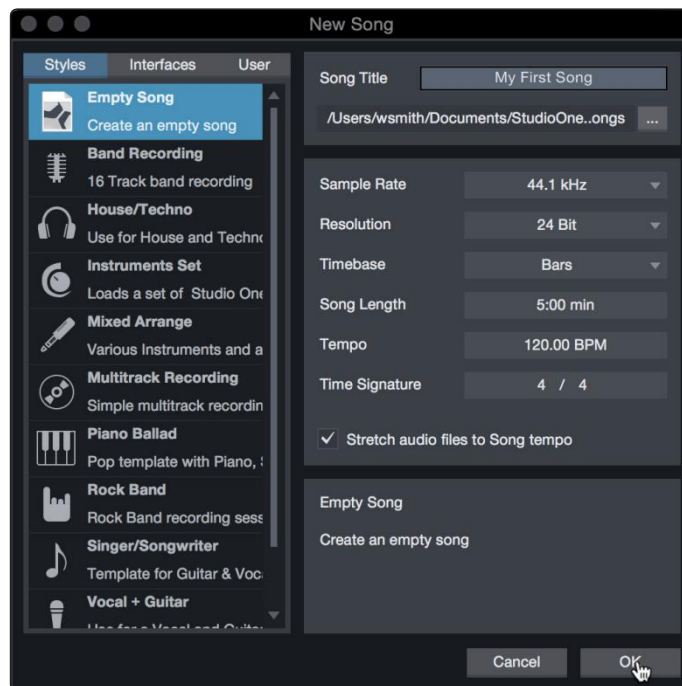 New Song
Styles Interfaces User
Empty Song
Create an empty song
Band Recording
16 Track band recording
House/Techno
Use for House and Techno
Instruments Set
Loads a set of Studio One
Mixed Arrange
Various Instruments and a
Multitrack Recording
Simple multitrack recordin
Piano Ballad
Pop template with Piano,
Rock Band
Rock Band recording sess
Singer/Songwriter
Template for Guitar & Voc
Vocal + Guitar
Use for a Vocal and Guitar
Song Title My First Song
/Users/wsmith/Documents/StudioOne..ongs ...
Sample Rate 44.1 kHz
Resolution 24 Bit
Timebase Bars
Song Length 5:00 min
Tempo 120.00 BPM
Time Signature 4 / 4
Stretch audio files to Song tempo
Empty Song
Create an empty song
Cancel OK